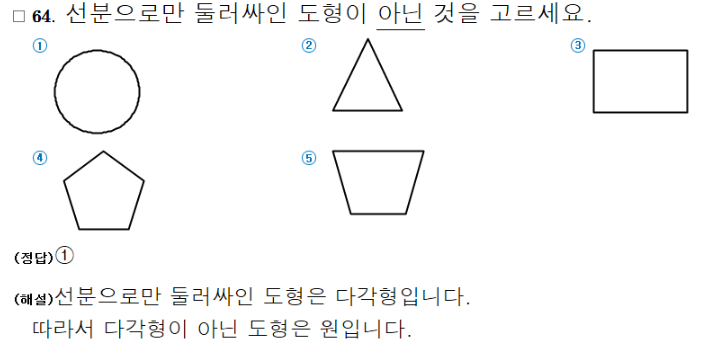 □ 64. 선분으로만 둘러싸인 도형이 아닌 것을 고르세요.
① ② ③
④ ⑤
(정답)①
(해설)선분으로만 둘러싸인 도형은 다각형입니다.
따라서 다각형이 아닌 도형은 원입니다.